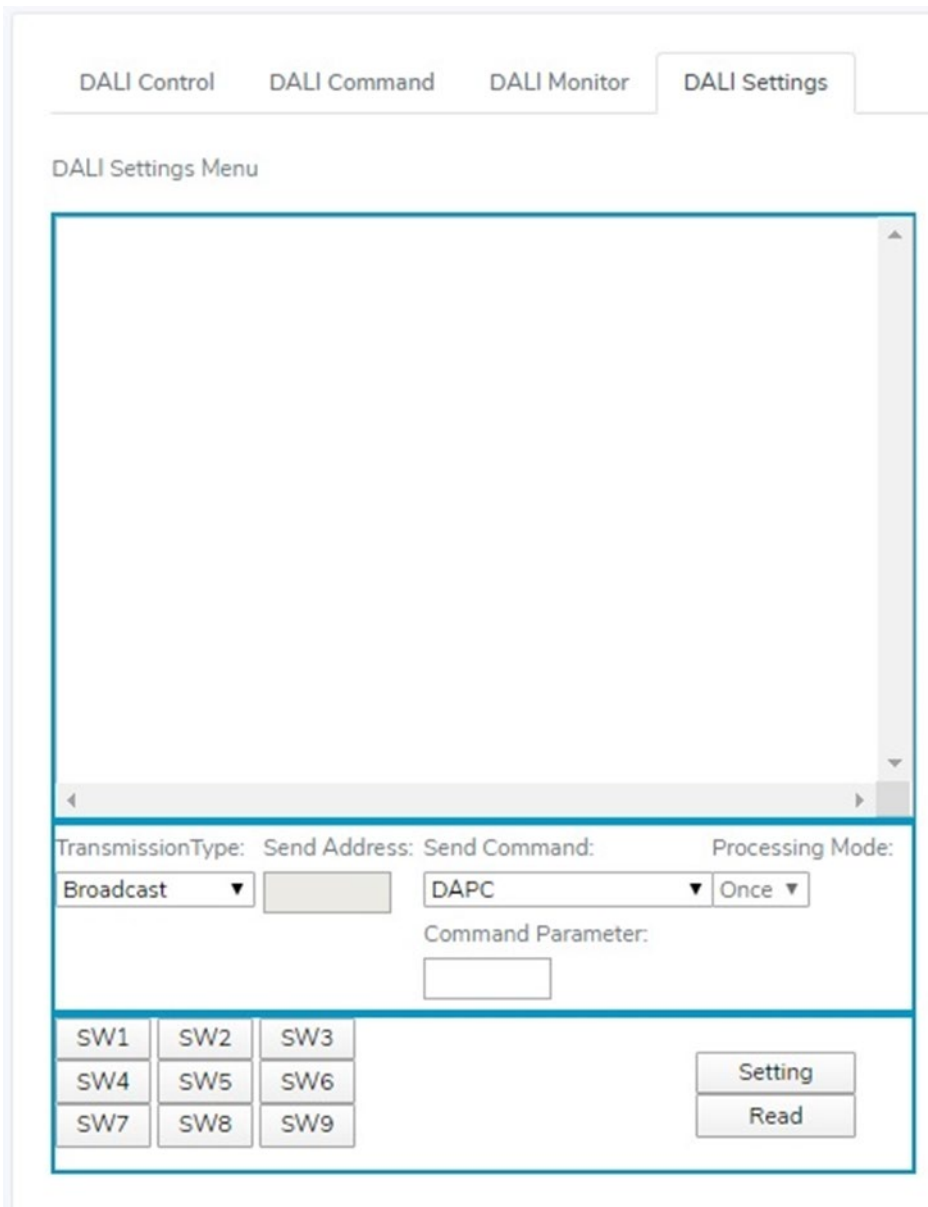 DALI Control DALI Command DALI Monitor DALI Settings
DALI Settings Menu
TransmissionType: Send Address: Send Command: Processing Mode:
Broadcast DAPC Once
Command Parameter:
SW1 SW2 SW3
SW4 SW5 SW6
SW7 SW8 SW9
Setting
Read